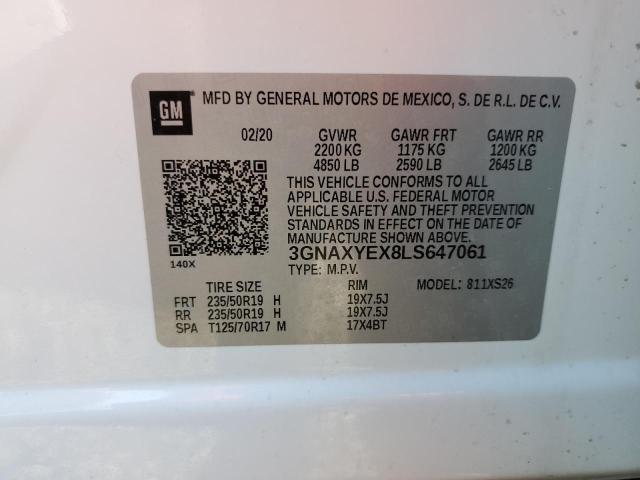 GM
MFD BY GENERAL MOTORS DE MEXICO, S. DE R.L. DE C.V.
02/20 GVWR GAWR FRT GAWR RR
2200 KG 1175 KG 1200 KG
4850 LB 2590 LB 2645 LB
THIS VEHICLE CONFORMS TO ALL
APPLICABLE U.S. FEDERAL MOTOR
VEHICLE SAFETY AND THEFT PREVENTION
STANDARDS IN EFFECT ON THE DATE OF
MANUFACTURE SHOWN ABOVE.
140X
3GNAXYEX8LS647061
TYPE: M.P.V. MODEL: 811XS26
TIRE SIZE RIM
FRT 235/50R19 H 19X7.5J
RR 235/50R19 H 19X7.5J
SPA T125/70R17 M 17X4BT